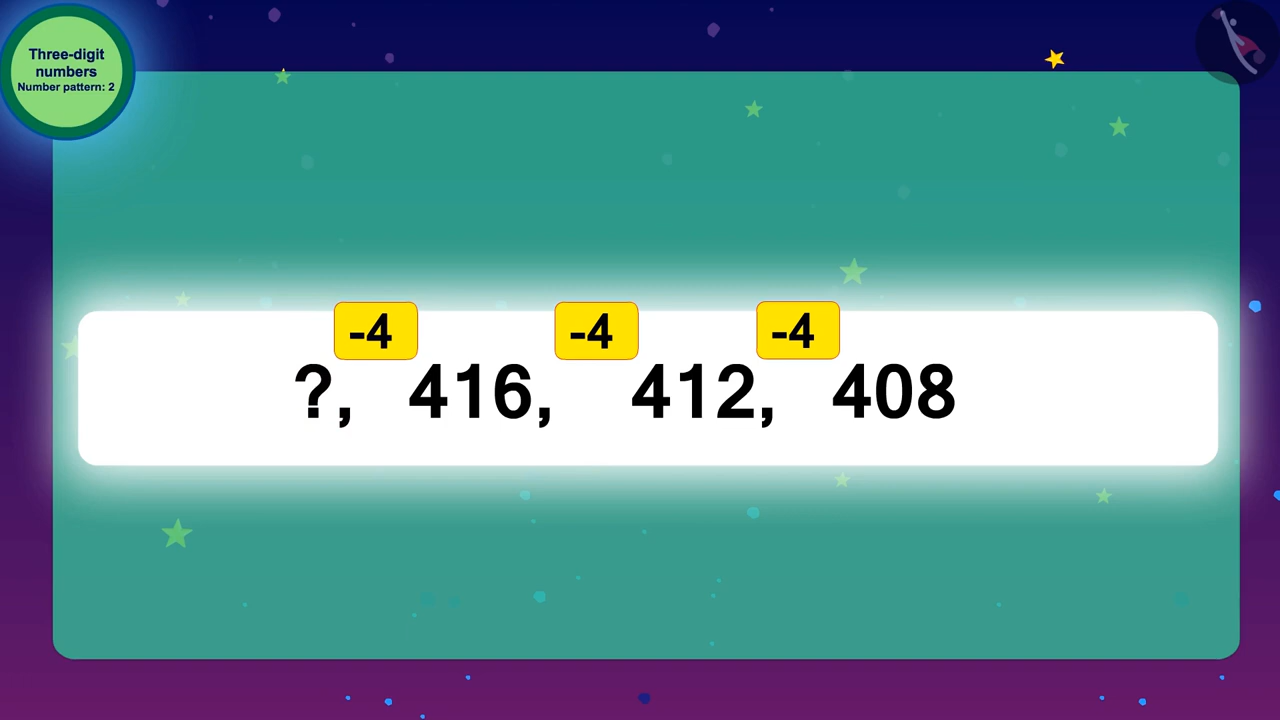 Three-digit
numbers
Number pattern: 2
-4 -4 -4
?, 416, 412, 408